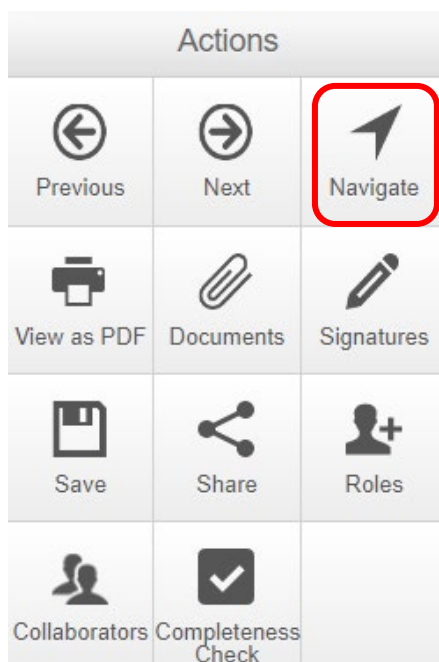 Actions
Previous Next Navigate
View as PDF Documents Signatures
Save Share Roles
Collaborators Completeness
Check